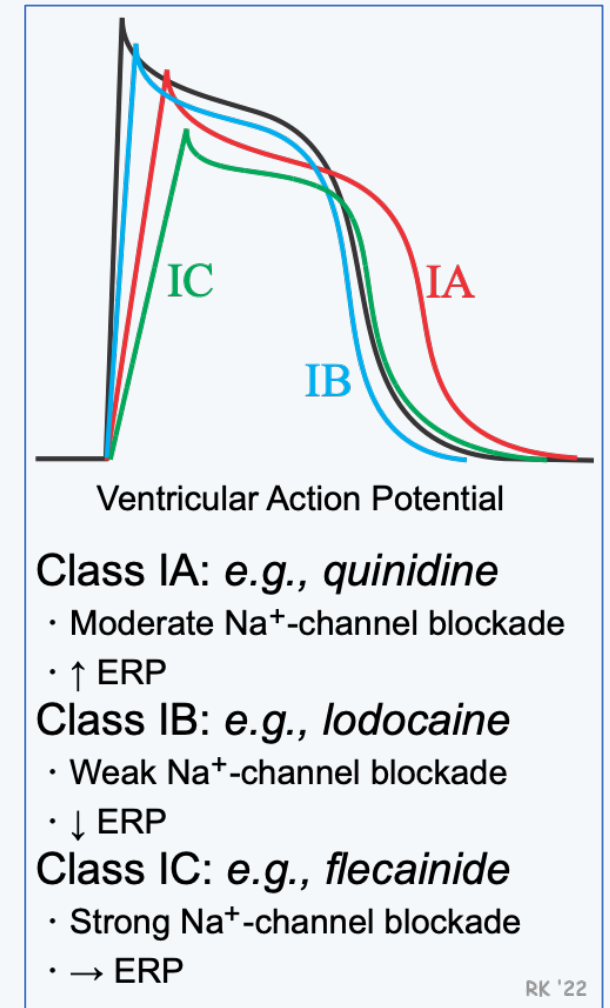 IC
IA
IB
Ventricular Action Potential
Class IA: e.g., quinidine
· Moderate Na⁺-channel blockade
· ↑ ERP
Class IB: e.g., lodocaine
· Weak Na⁺-channel blockade
· ↓ ERP
Class IC: e.g., flecainide
· Strong Na⁺-channel blockade
· → ERP
RK '22